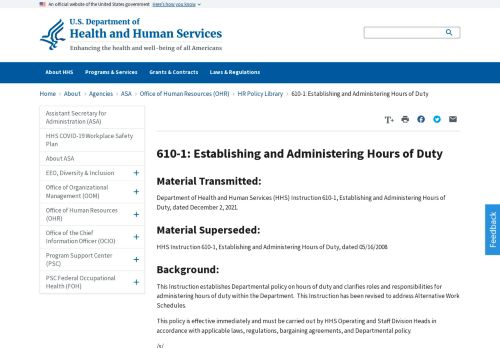 An official website of the United States government Here's how you know
U.S. Department of
Health and Human Services
Enhancing the health and well-being of all Americans
About HHS Programs & Services Grants & Contracts Laws & Regulations
Home › About › Agencies › ASA › Office of Human Resources (OHR) › HR Policy Library › 610-1: Establishing and Administering Hours of Duty
Assistant Secretary for
Administration (ASA)
HHS COVID-19 Workplace Safety
Plan
About ASA
EEO, Diversity & Inclusion +
Office of Organizational
Management (OOM) +
Office of Human Resources
(OHR) +
Office of the Chief
Information Officer (OCIO) +
Program Support Center
(PSC) +
PSC Federal Occupational
Health (FOH) +
T+
610-1: Establishing and Administering Hours of Duty
Material Transmitted:
Department of Health and Human Services (HHS) Instruction 610-1, Establishing and Administering Hours of
Duty, dated December 2, 2021.
Material Superseded:
HHS Instruction 610-1, Establishing and Administering Hours of Duty, dated 05/16/2008
Background:
This Instruction establishes Departmental policy on hours of duty and clarifies roles and responsibilities for
administering hours of duty within the Department. This Instruction has been revised to address Alternative Work
Schedules.
This policy is effective immediately and must be carried out by HHS Operating and Staff Division Heads in
accordance with applicable laws, regulations, bargaining agreements, and Departmental policy.
/s/
Feedback